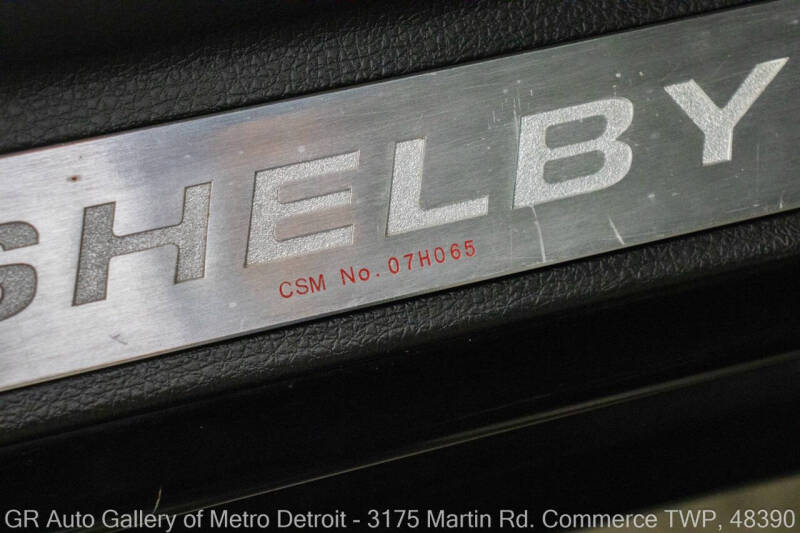 SHELBY
CSM No. 07H065
GR Auto Gallery of Metro Detroit - 3175 Martin Rd. Commerce TWP, 48390